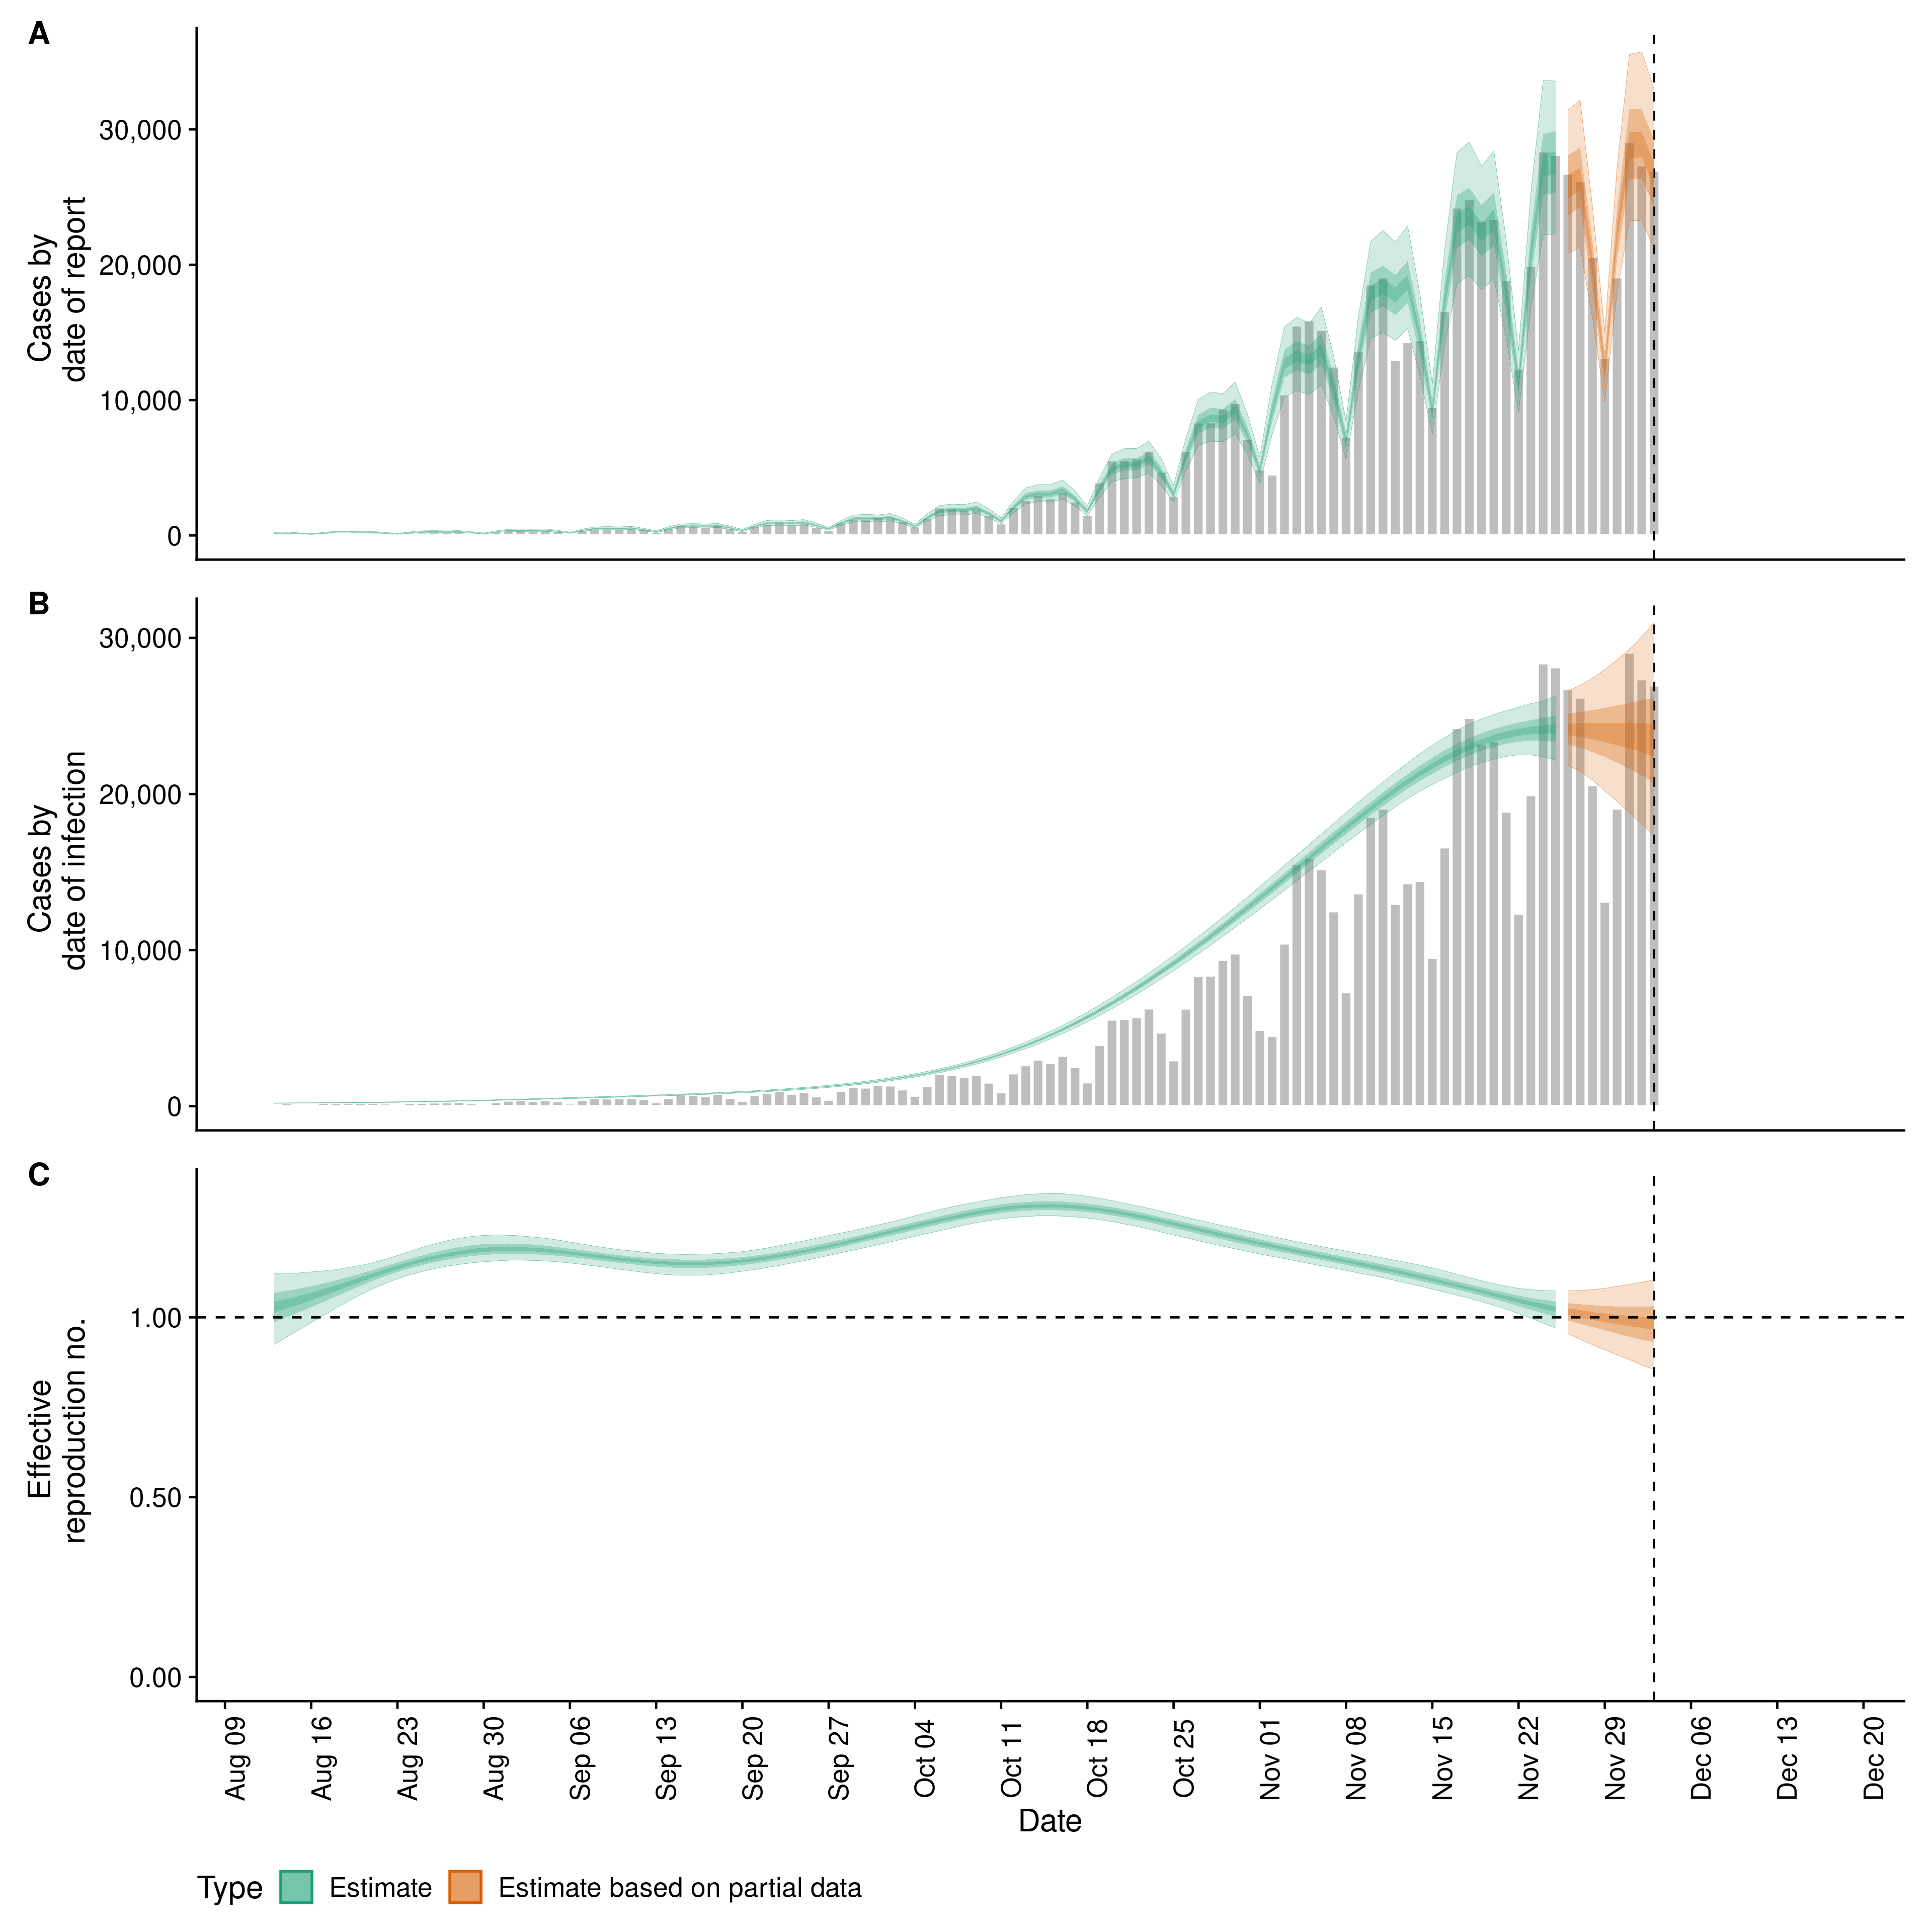 A
Cases by
date of report
30,000
20,000
10,000
0
B
Cases by
date of infection
30,000
20,000
10,000
0
C
Effective
reproduction no.
1.00
0.50
0.00
Aug 09
Aug 16
Aug 23
Aug 30
Sep 06
Sep 13
Sep 20
Sep 27
Oct 04
Oct 11
Oct 18
Oct 25
Nov 01
Nov 08
Nov 15
Nov 22
Nov 29
Dec 06
Dec 13
Dec 20
Date
Type Estimate Estimate based on partial data